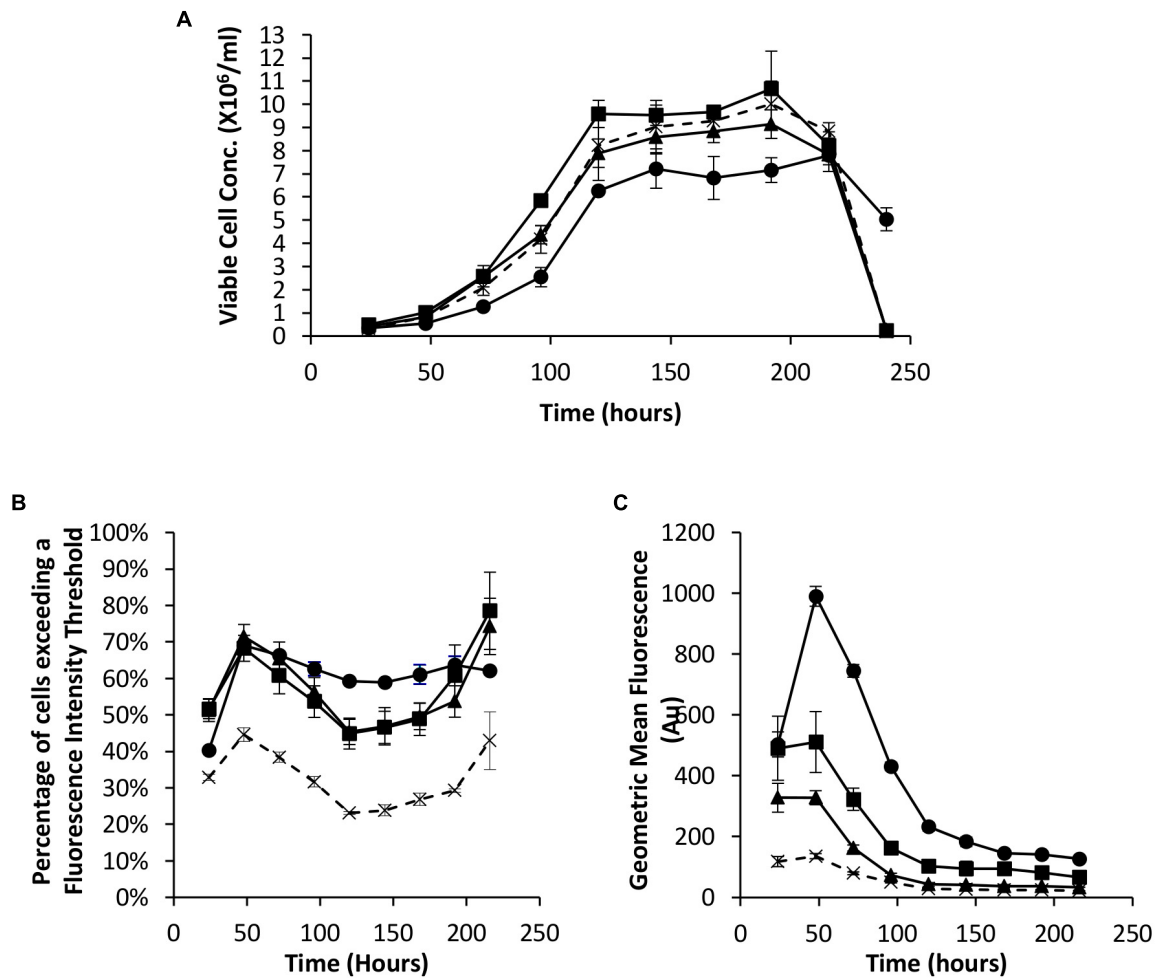 A
Viable Cell Conc. (X10⁶/ml)
13
12
11
10
9
8
7
6
5
4
3
2
1
0
0 50 100 150 200 250
Time (hours)
B
Percentage of cells exceeding a
Fluorescence Intensity Threshold
100%
90%
80%
70%
60%
50%
40%
30%
20%
10%
0%
0 50 100 150 200 250
Time (Hours)
C
Geometric Mean Fluorescence
(Au)
1200
1000
800
600
400
200
0
0 50 100 150 200 250
Time (hours)